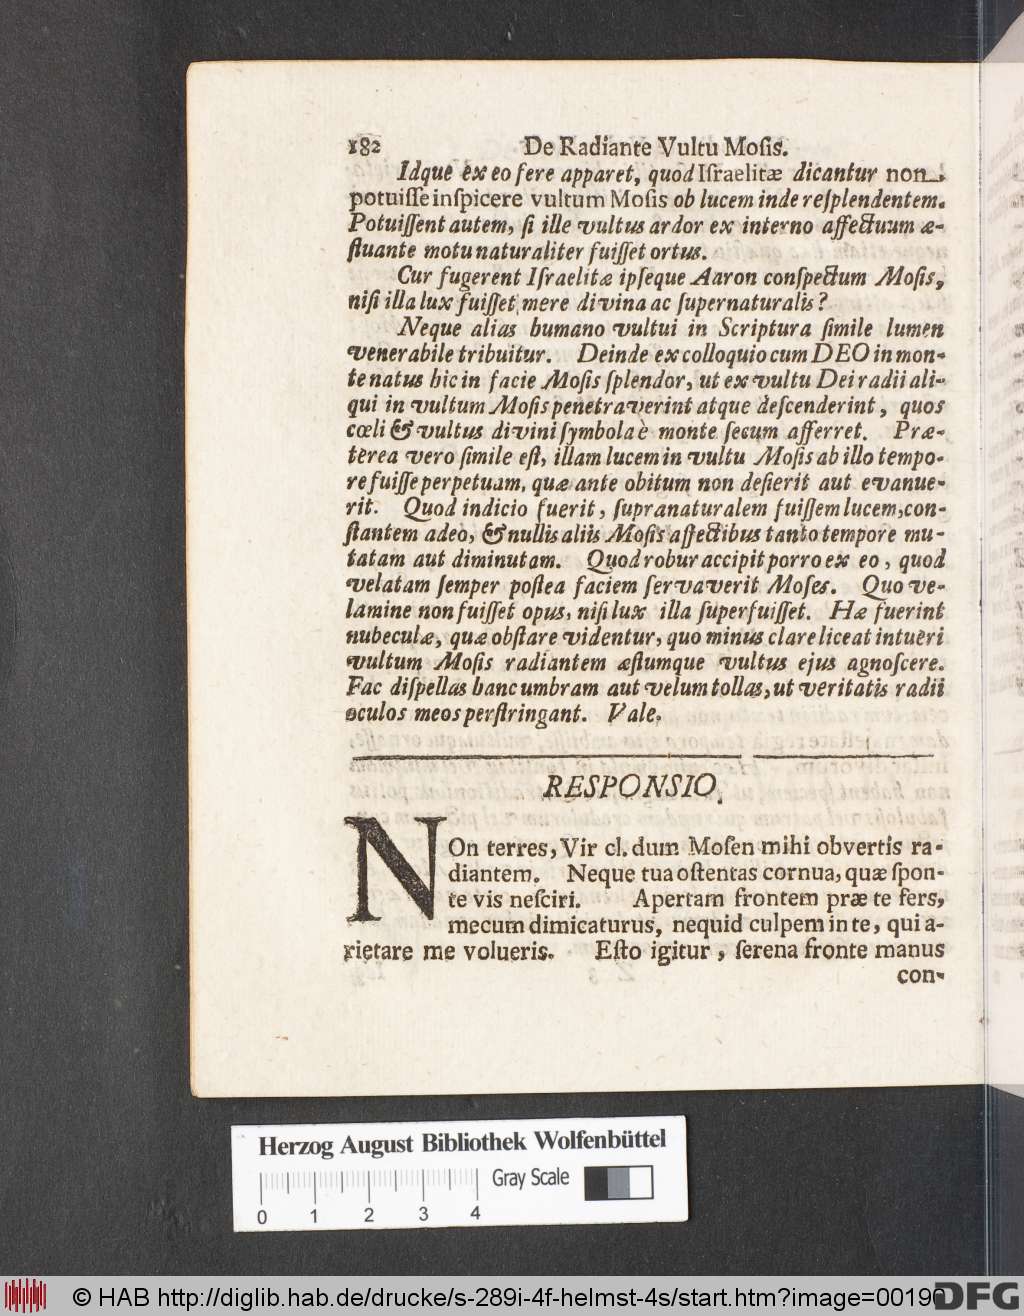 182 De Radiante Vultu Moſis.
Idque ex eo fere apparet, quod Iſraelitæ dicantur non
potuiſſe inſpicere vultum Moſis ob lucem inde reſplendentem.
Potuiſſent autem, ſi ille vultus ardor ex interno affectuum æ-
ſtuante motu naturaliter fuiſſet ortus.
Cur fugerent Iſraelitæ ipſeque Aaron conſpectum Moſis,
niſi illa lux fuiſſet mere divina ac ſupernaturalis?
Neque alias humano vultui in Scriptura ſimile lumen
venerabile tribuitur. Deinde ex colloquio cum DEO in mon-
te natus hic in facie Moſis ſplendor, ut ex vultu Dei radii ali-
qui in vultum Moſis penetraverint atque deſcenderint, quos
cœli & vultus divini ſymbola è monte ſecum afferret. Præ-
terea vero ſimile eſt, illam lucem in vultu Moſis ab illo tempo-
re fuiſſe perpetuam, quæ ante obitum non deſierit aut evanue-
rit. Quod indicio fuerit, ſupranaturalem fuiſſem lucem, con-
ſtantem adeo, & nullis aliis Moſis affectibus tanto tempore mu-
tatam aut diminutam. Quod robur accipit porro ex eo, quod
velatam ſemper poſtea faciem ſervaverit Moſes. Quo ve-
lamine non fuiſſet opus, niſi lux illa ſuperfuiſſet. Hæ fuerint
nubeculæ, quæ obſtare videntur, quo minus clare liceat intueri
vultum Moſis radiantem æſtumque vultus ejus agnoſcere.
Fac diſpellas hanc umbram aut velum tollas, ut veritatis radii
oculos meos perſtringant. Vale.
RESPONSIO.
NOn terres, Vir cl. dum Moſen mihi obvertis ra-
diantem. Neque tua oſtentas cornua, quæ ſpon-
te vis neſciri. Apertam frontem præ te fers,
mecum dimicaturus, nequid culpem in te, qui a-
rietare me volueris. Eſto igitur, ſerena fronte manus
con-
Herzog August Bibliothek Wolfenbüttel
Gray Scale
0 1 2 3 4
© HAB http://diglib.hab.de/drucke/s-289i-4f-helmst-4s/start.htm?image=00190
DFG